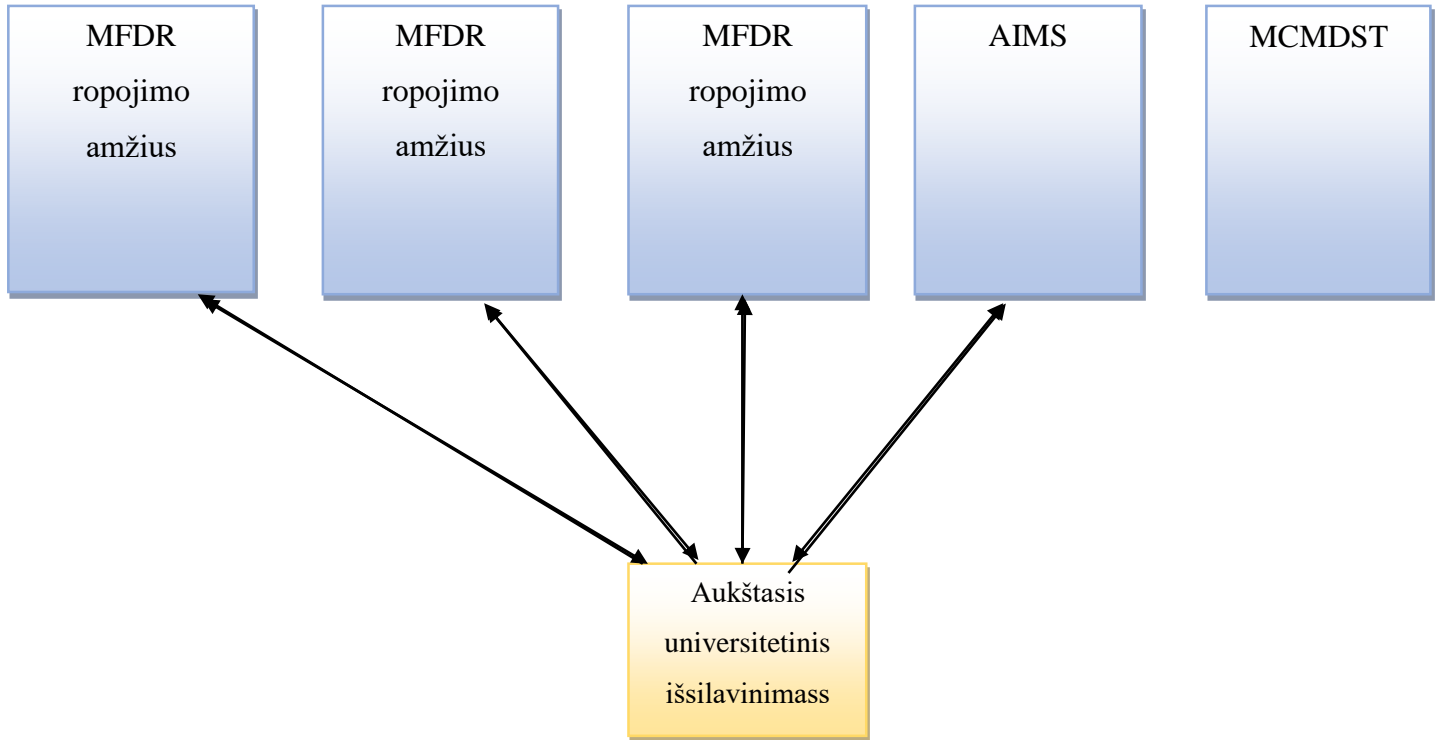 MFDR
ropojimo
amžius
MFDR
ropojimo
amžius
MFDR
ropojimo
amžius
AIMS
MCMDST
Aukštasis
universitetinis
išsilavinimass